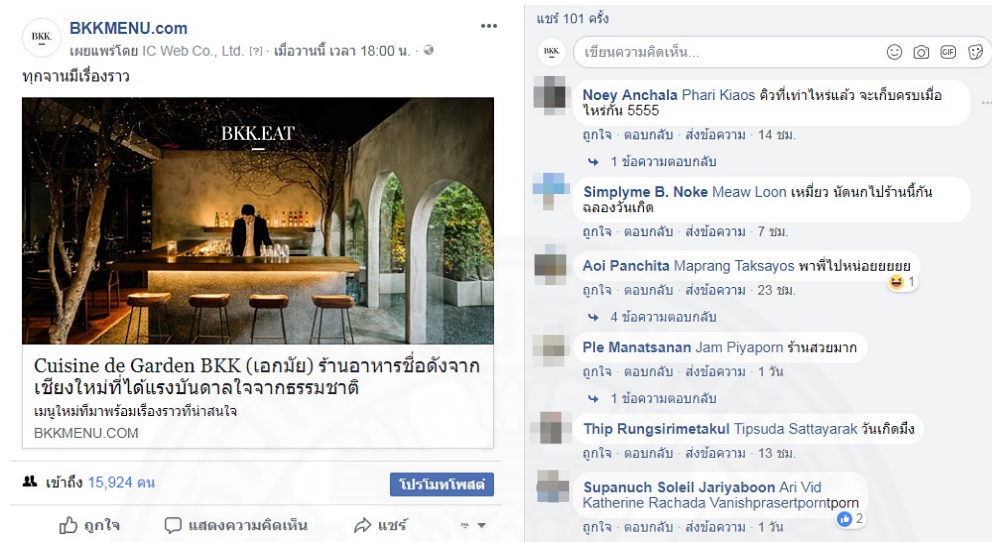 BKK.
BKKMENU.com
เผยแพร่โดย IC Web Co., Ltd. [?] · เมื่อวานนี้ เวลา 18:00 น. ·
ทุกจานมีเรื่องราว
BKK.EAT
Cuisine de Garden BKK (เอกมัย) ร้านอาหารชื่อดังจาก
เชียงใหม่ที่ได้แรงบันดาลใจจากธรรมชาติ
เมนูใหม่ที่มาพร้อมเรื่องราวที่น่าสนใจ
BKKMENU.COM
เข้าถึง 15,924 คน
โปรโมทโพสต์
ถูกใจ
แสดงความคิดเห็น
แชร์
แชร์ 101 ครั้ง
BKK
เขียนความคิดเห็น...
GIF
Noey Anchala Phari Kiaos คิวที่เท่าไหร่แล้ว จะเก็บครบเมื่อ
ไหร่กัน 5555
ถูกใจ · ตอบกลับ · ส่งข้อความ · 14 ชม.
1 ข้อความตอบกลับ
Simplyme B. Noke Meaw Loon เหมี่ยว นัดนกไปร้านนี้กัน
ฉลองวันเกิด
ถูกใจ · ตอบกลับ · ส่งข้อความ · 7 ชม.
Aoi Panchita Maprang Taksayos พาพี่ไปหน่อยยยยย
1
ถูกใจ · ตอบกลับ · ส่งข้อความ · 23 ชม.
4 ข้อความตอบกลับ
Ple Manatsanan Jam Piyaporn ร้านสวยมาก
ถูกใจ · ตอบกลับ · ส่งข้อความ · 1 วัน
1 ข้อความตอบกลับ
Thip Rungsirimetakul Tipsuda Sattayarak วันเกิดมึง
ถูกใจ · ตอบกลับ · ส่งข้อความ · 13 ชม.
Supanuch Soleil Jariyaboon Ari Vid
Katherine Rachada Vanishprasertporntporn
2
ถูกใจ · ตอบกลับ · ส่งข้อความ · 1 วัน